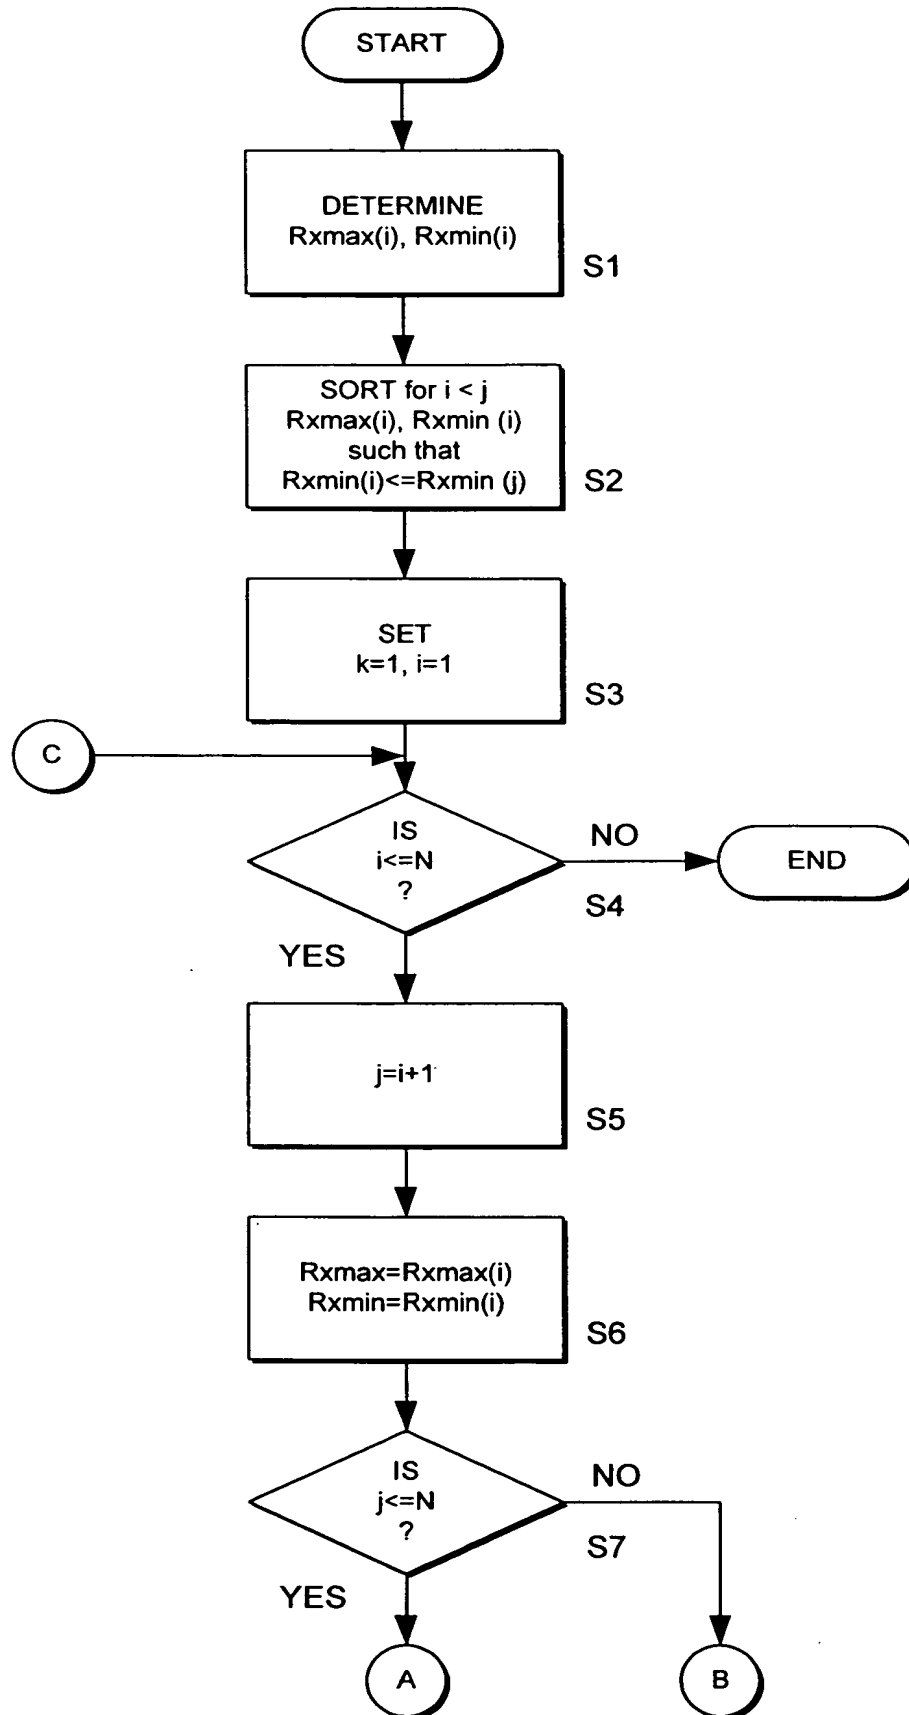 START
DETERMINE
Rxmax(i), Rxmin(i)
S1
SORT for i < j
Rxmax(i), Rxmin (i)
such that
Rxmin(i)<=Rxmin (j)
S2
SET
k=1, i=1
S3
C
IS
i<=N
?
NO
S4
END
YES
j=i+1
S5
Rxmax=Rxmax(i)
Rxmin=Rxmin(i)
S6
IS
j<=N
?
NO
S7
YES
A
B